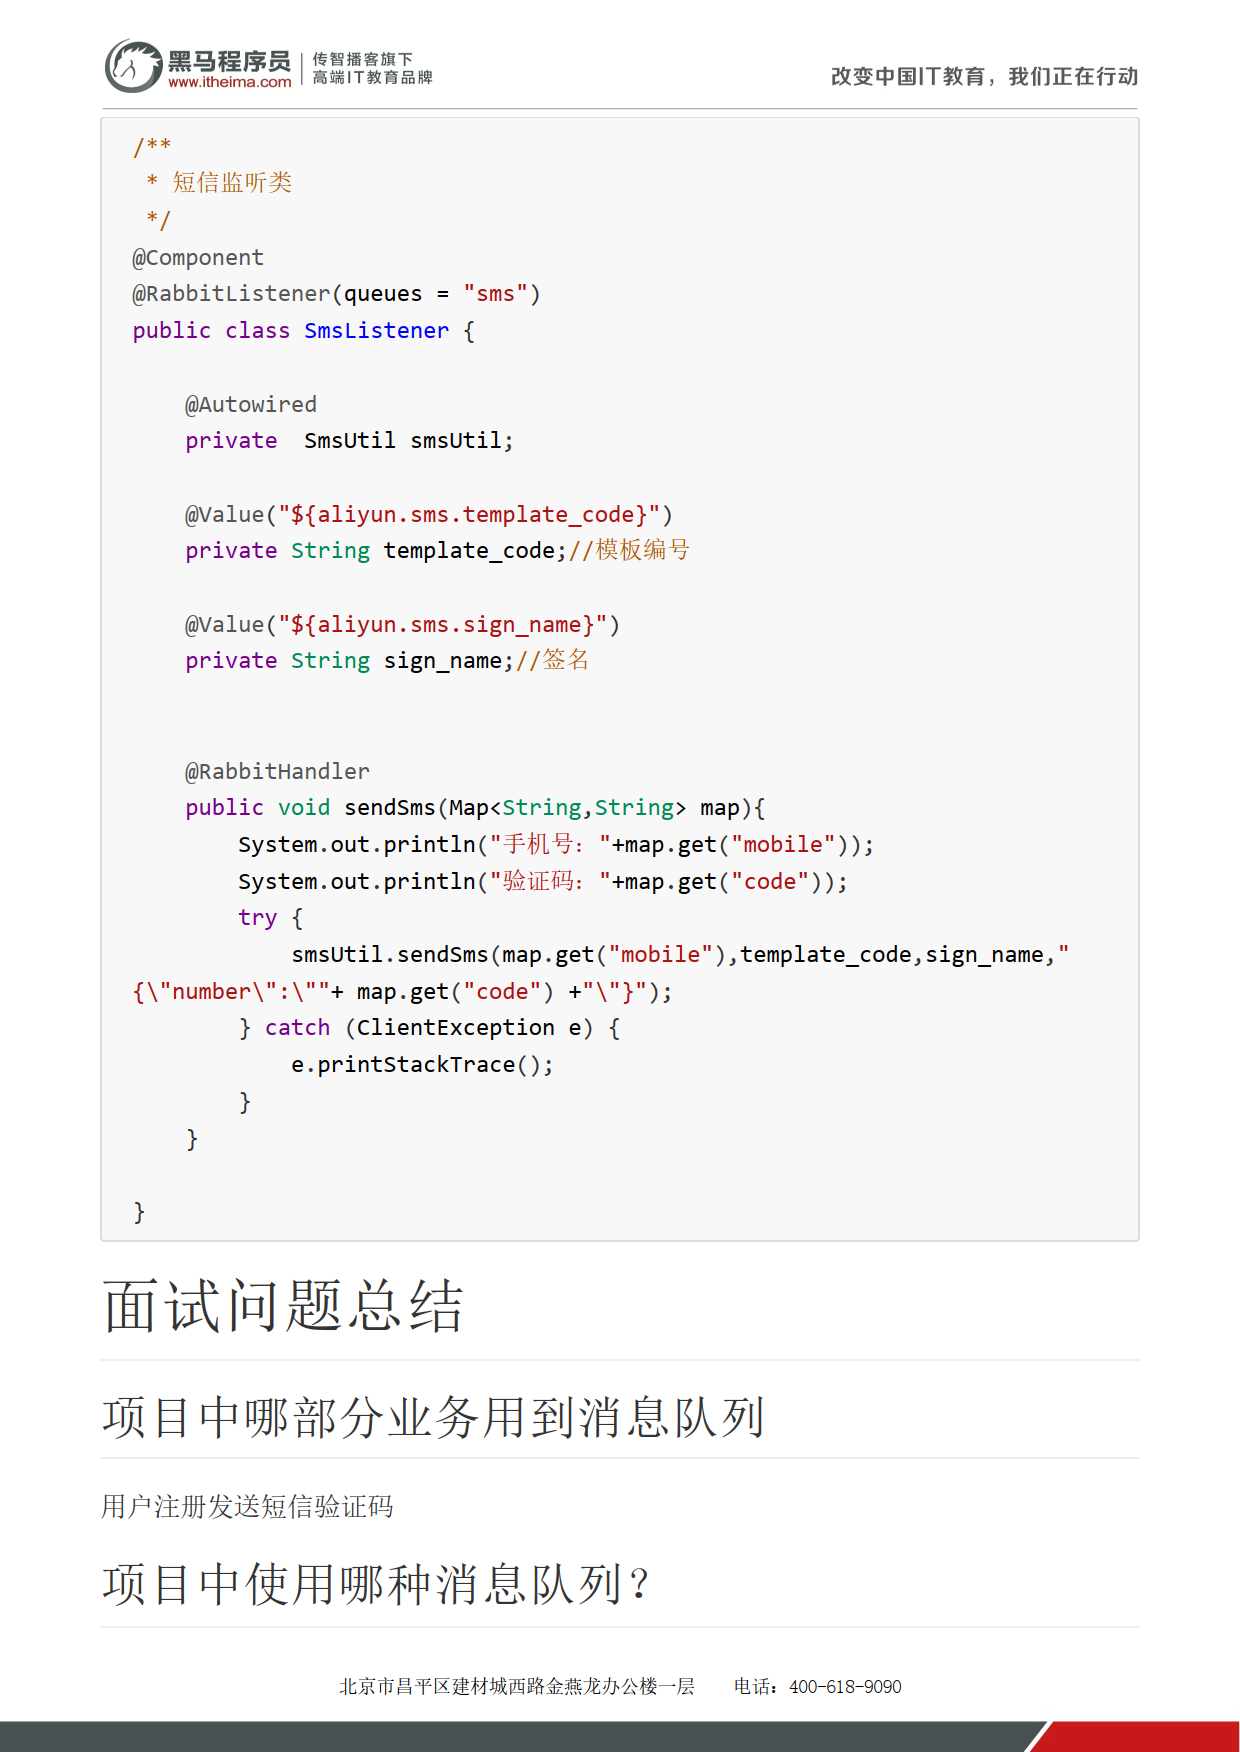 黑马程序员
www.itheima.com
传智播客旗下
高端IT教育品牌
改变中国IT教育，我们正在行动
/**
 * 短信监听类
 */
@Component
@RabbitListener(queues = "sms")
public class SmsListener {
    @Autowired
    private  SmsUtil smsUtil;
    @Value("${aliyun.sms.template_code}")
    private String template_code;//模板编号
    @Value("${aliyun.sms.sign_name}")
    private String sign_name;//签名
    @RabbitHandler
    public void sendSms(Map<String,String> map){
        System.out.println("手机号："+map.get("mobile"));
        System.out.println("验证码："+map.get("code"));
        try {
            smsUtil.sendSms(map.get("mobile"),template_code,sign_name,"
{\"number\":\""+ map.get("code") +"\"}");
        } catch (ClientException e) {
            e.printStackTrace();
        }
    }
}
面试问题总结
项目中哪部分业务用到消息队列
用户注册发送短信验证码
项目中使用哪种消息队列？
北京市昌平区建材城西路金燕龙办公楼一层    电话：400-618-9090